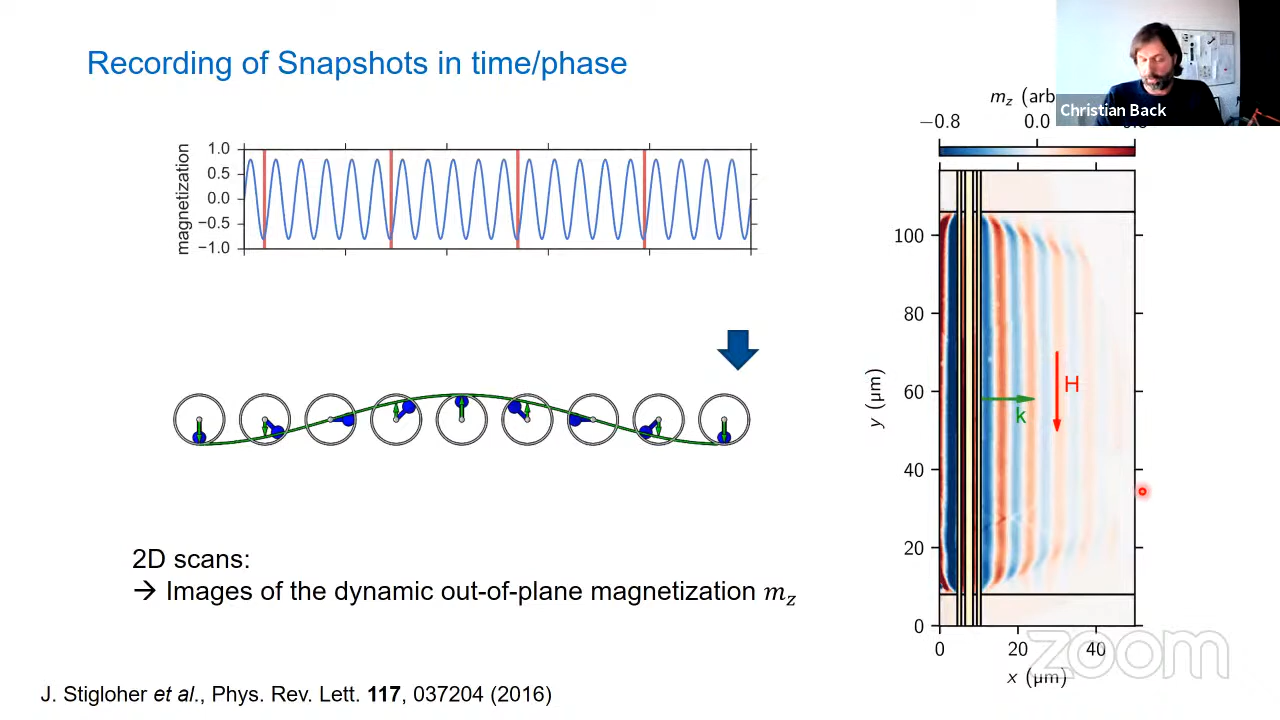 Recording of Snapshots in time/phase
magnetization
1.0
0.5
0.0
−0.5
−1.0
2D scans:
→ Images of the dynamic out-of-plane magnetization m_z
J. Stigloher et al., Phys. Rev. Lett. 117, 037204 (2016)
Christian Back
m_z (arb
−0.8 0.0
100
80
60
40
20
0
y (µm)
H
k
0 20 40
x (µm)
zoom